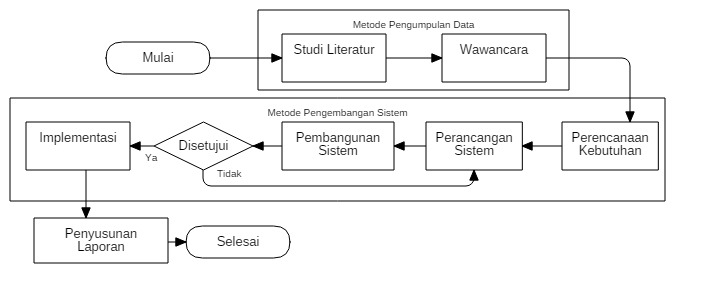 Metode Pengumpulan Data
Mulai
Studi Literatur
Wawancara
Metode Pengembangan Sistem
Implementasi
Disetujui
Pembangunan
Sistem
Perancangan
Sistem
Perencanaan
Kebutuhan
Ya
Tidak
Penyusunan
Laporan
Selesai